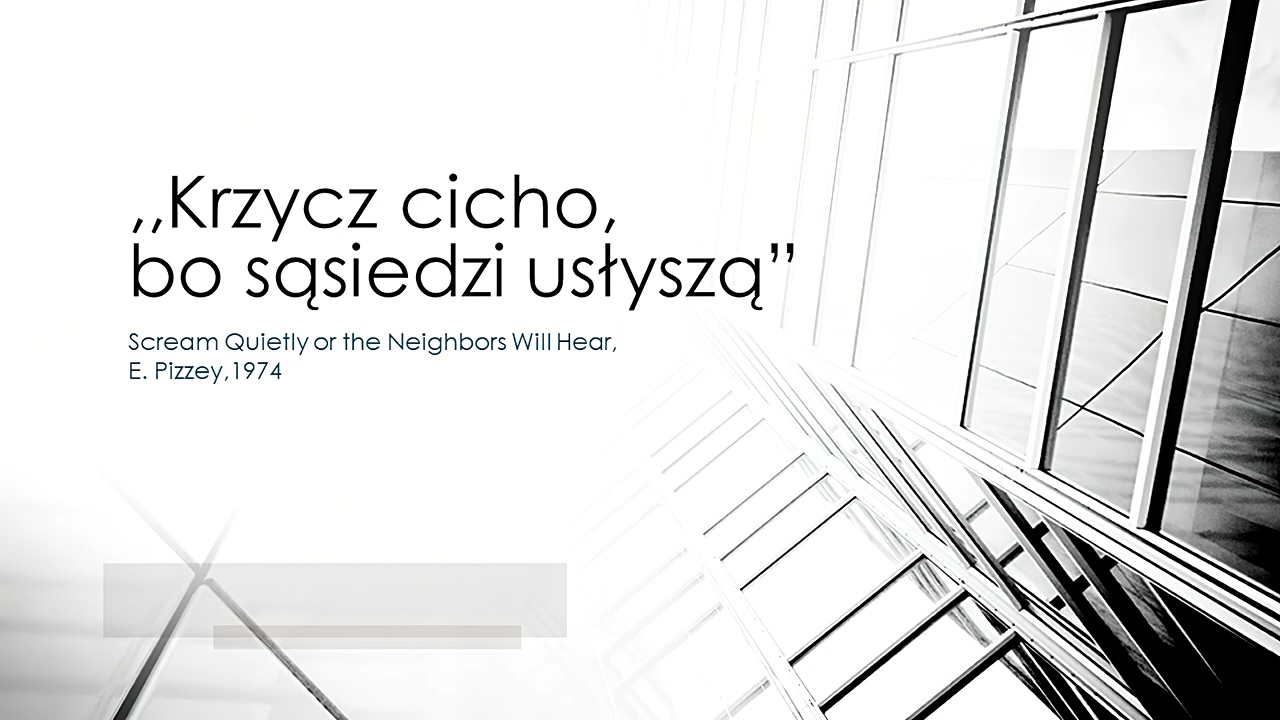 ,,Krzycz cicho,
bo sąsiedzi usłyszą”
Scream Quietly or the Neighbors Will Hear,
E. Pizzey,1974